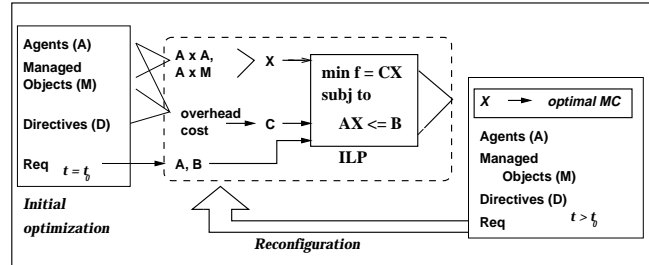 Agents (A)
Managed
Objects (M)
Directives (D)
Req
t = t0
Initial
optimization
A x A,
A x M
X
overhead
cost
C
A, B
min f = CX
subj to
AX <= B
ILP
Reconfiguration
X optimal MC
Agents (A)
Managed
Objects (M)
Directives (D)
Req
t > t0